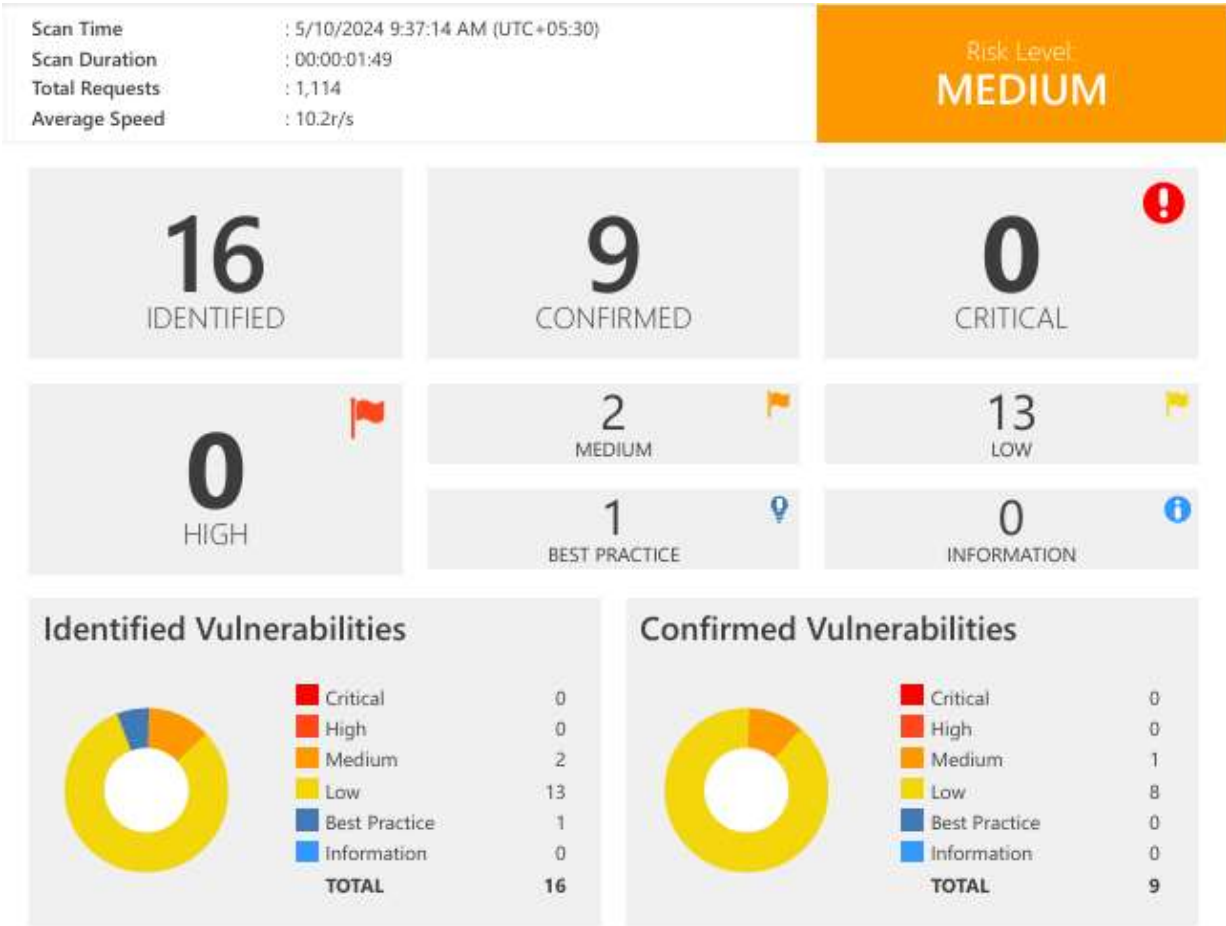 Scan Time : 5/10/2024 9:37:14 AM (UTC+05:30)
Scan Duration : 00:00:01:49
Total Requests : 1,114
Average Speed : 10.2r/s
Risk Level:
MEDIUM
16
IDENTIFIED
9
CONFIRMED
0
CRITICAL
0
HIGH
2
MEDIUM
13
LOW
1
BEST PRACTICE
0
INFORMATION
Identified Vulnerabilities
Critical 0
High 0
Medium 2
Low 13
Best Practice 1
Information 0
TOTAL 16
Confirmed Vulnerabilities
Critical 0
High 0
Medium 1
Low 8
Best Practice 0
Information 0
TOTAL 9